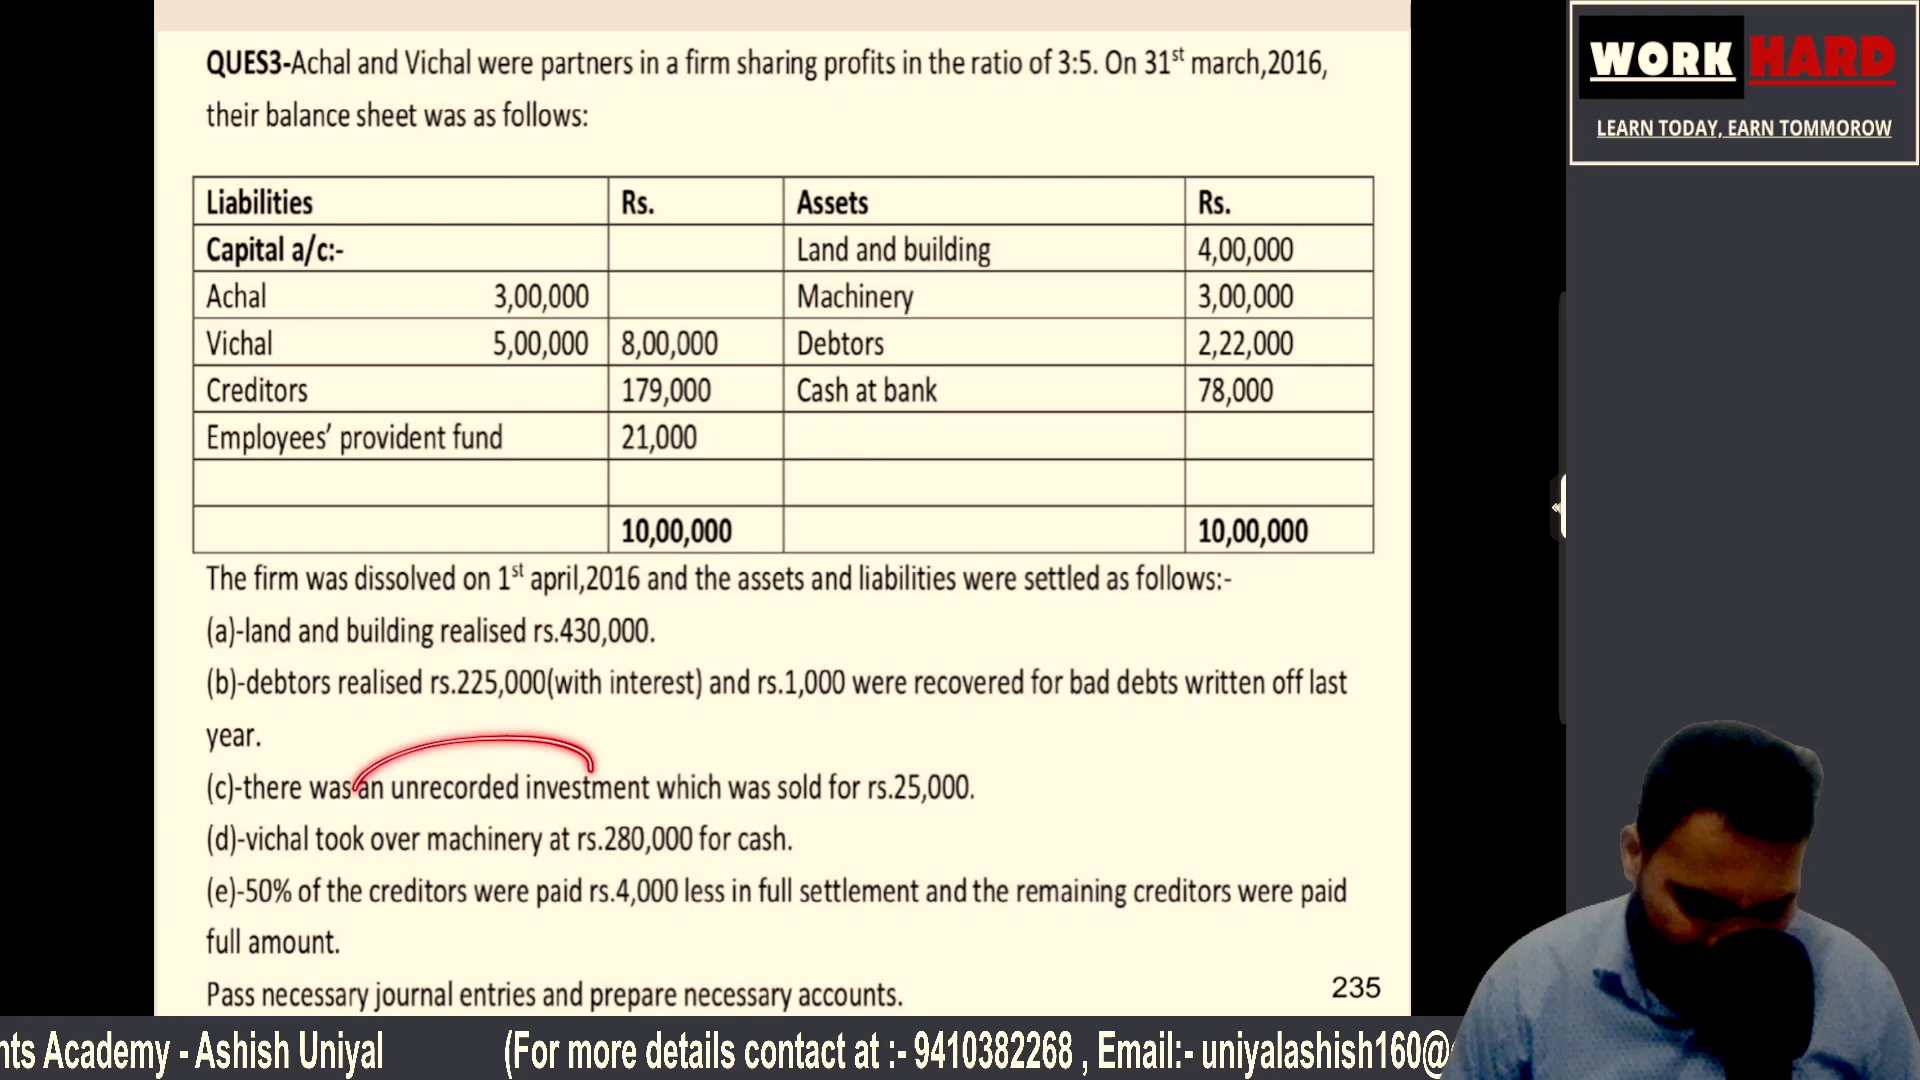 WORK HARD
LEARN TODAY, EARN TOMMOROW
QUES3-Achal and Vichal were partners in a firm sharing profits in the ratio of 3:5. On 31st march,2016,
their balance sheet was as follows:
Liabilities Rs. Assets Rs.
Capital a/c:- Land and building 4,00,000
Achal 3,00,000 Machinery 3,00,000
Vichal 5,00,000 8,00,000 Debtors 2,22,000
Creditors 179,000 Cash at bank 78,000
Employees’ provident fund 21,000
10,00,000 10,00,000
The firm was dissolved on 1st april,2016 and the assets and liabilities were settled as follows:-
(a)-land and building realised rs.430,000.
(b)-debtors realised rs.225,000(with interest) and rs.1,000 were recovered for bad debts written off last
year.
(c)-there was an unrecorded investment which was sold for rs.25,000.
(d)-vichal took over machinery at rs.280,000 for cash.
(e)-50% of the creditors were paid rs.4,000 less in full settlement and the remaining creditors were paid
full amount.
Pass necessary journal entries and prepare necessary accounts.
235
nts Academy - Ashish Uniyal (For more details contact at :- 9410382268 , Email:- uniyalashish160@